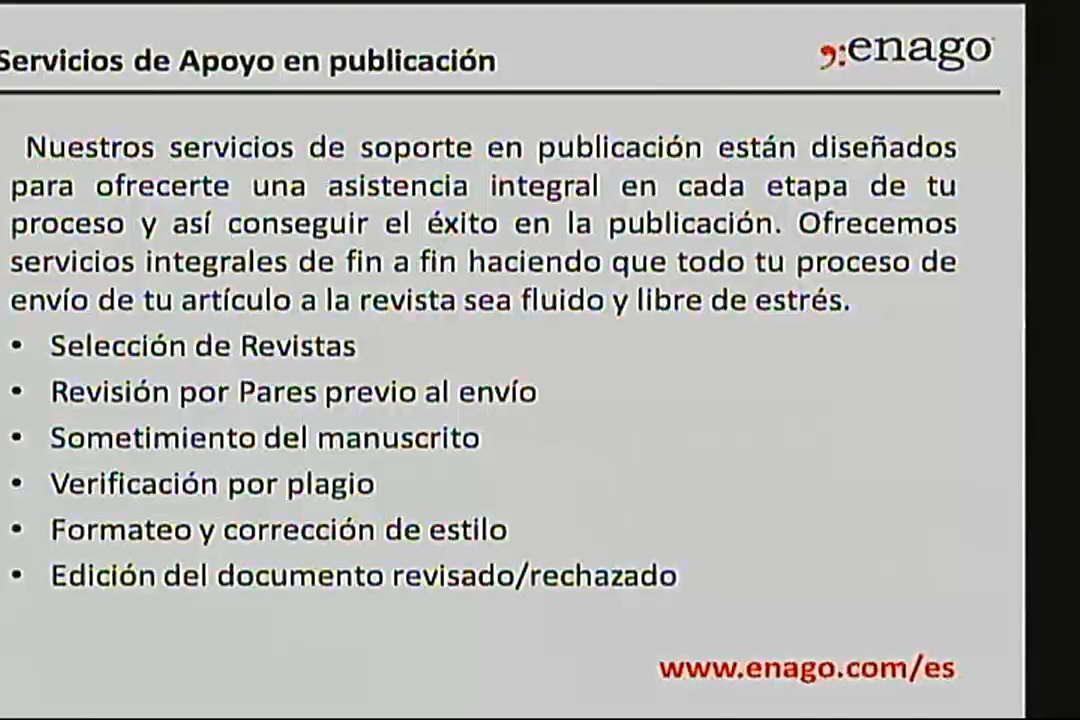 Servicios de Apoyo en publicación
enago
Nuestros servicios de soporte en publicación están diseñados
para ofrecerte una asistencia integral en cada etapa de tu
proceso y así conseguir el éxito en la publicación. Ofrecemos
servicios integrales de fin a fin haciendo que todo tu proceso de
envío de tu artículo a la revista sea fluido y libre de estrés.
• Selección de Revistas
• Revisión por Pares previo al envío
• Sometimiento del manuscrito
• Verificación por plagio
• Formateo y corrección de estilo
• Edición del documento revisado/rechazado
www.enago.com/es